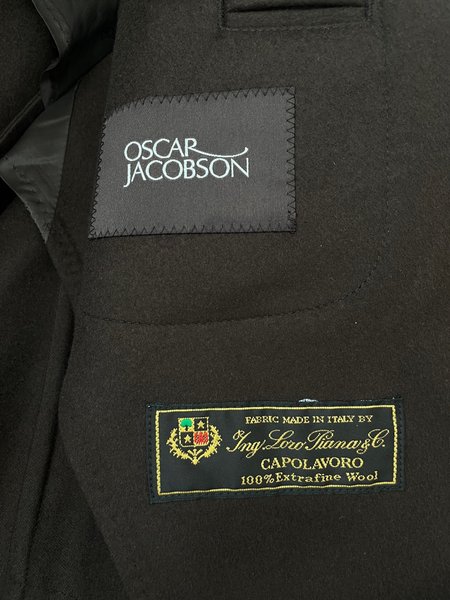 OSCAR
JACOBSON
FABRIC MADE IN ITALY BY
Ing. Loro Piana & C.
CAPOLAVORO
100% Extrafine Wool